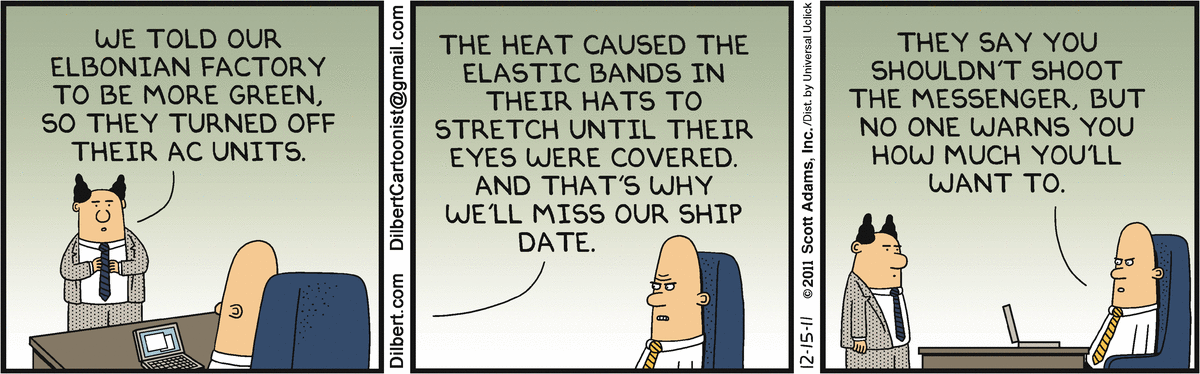 WE TOLD OUR
ELBONIAN FACTORY
TO BE MORE GREEN,
SO THEY TURNED OFF
THEIR AC UNITS.
Dilbert.com DilbertCartoonist@gmail.com
THE HEAT CAUSED THE
ELASTIC BANDS IN
THEIR HATS TO
STRETCH UNTIL THEIR
EYES WERE COVERED.
AND THAT'S WHY
WE'LL MISS OUR SHIP
DATE.
12-15-11 ©2011 Scott Adams, Inc./Dist. by Universal Uclick
THEY SAY YOU
SHOULDN'T SHOOT
THE MESSENGER, BUT
NO ONE WARNS YOU
HOW MUCH YOU'LL
WANT TO.